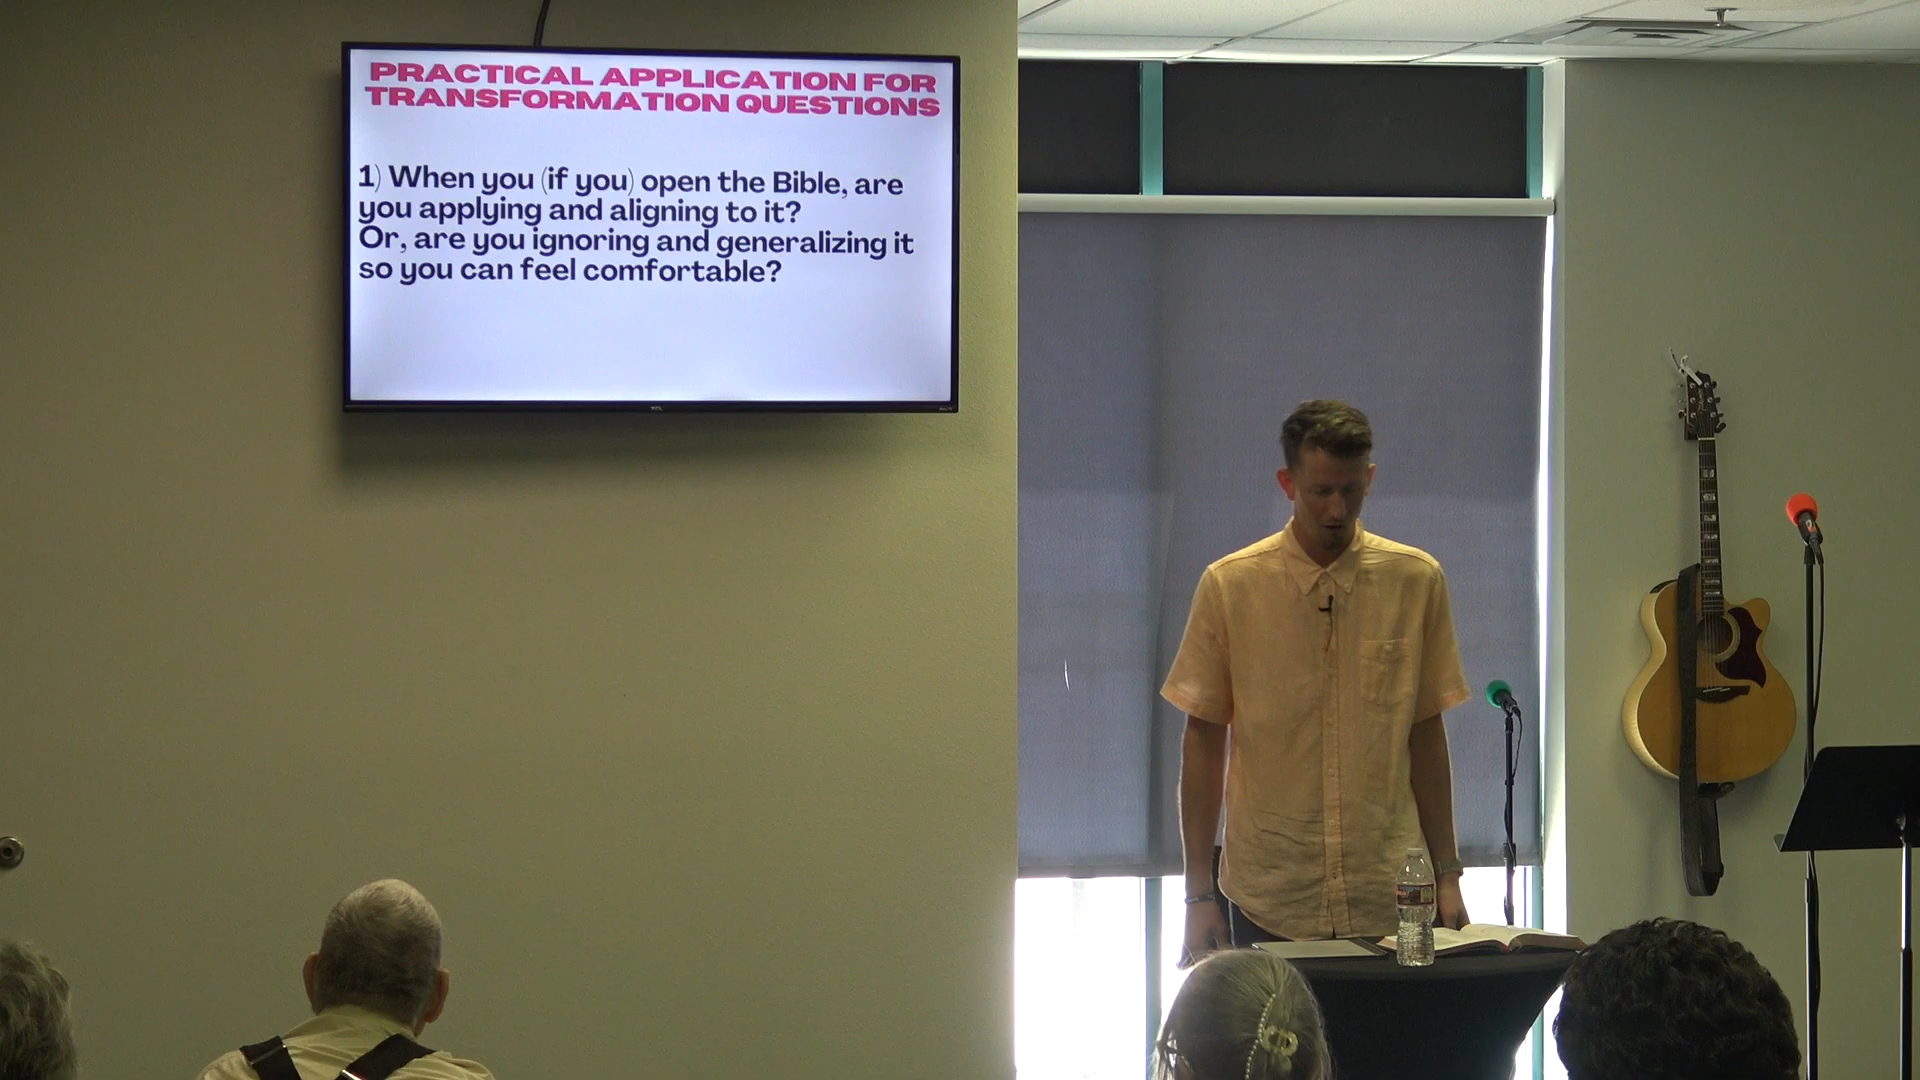 PRACTICAL APPLICATION FOR
TRANSFORMATION QUESTIONS
1) When you (if you) open the Bible, are
you applying and aligning to it?
Or, are you ignoring and generalizing it
so you can feel comfortable?
TCL